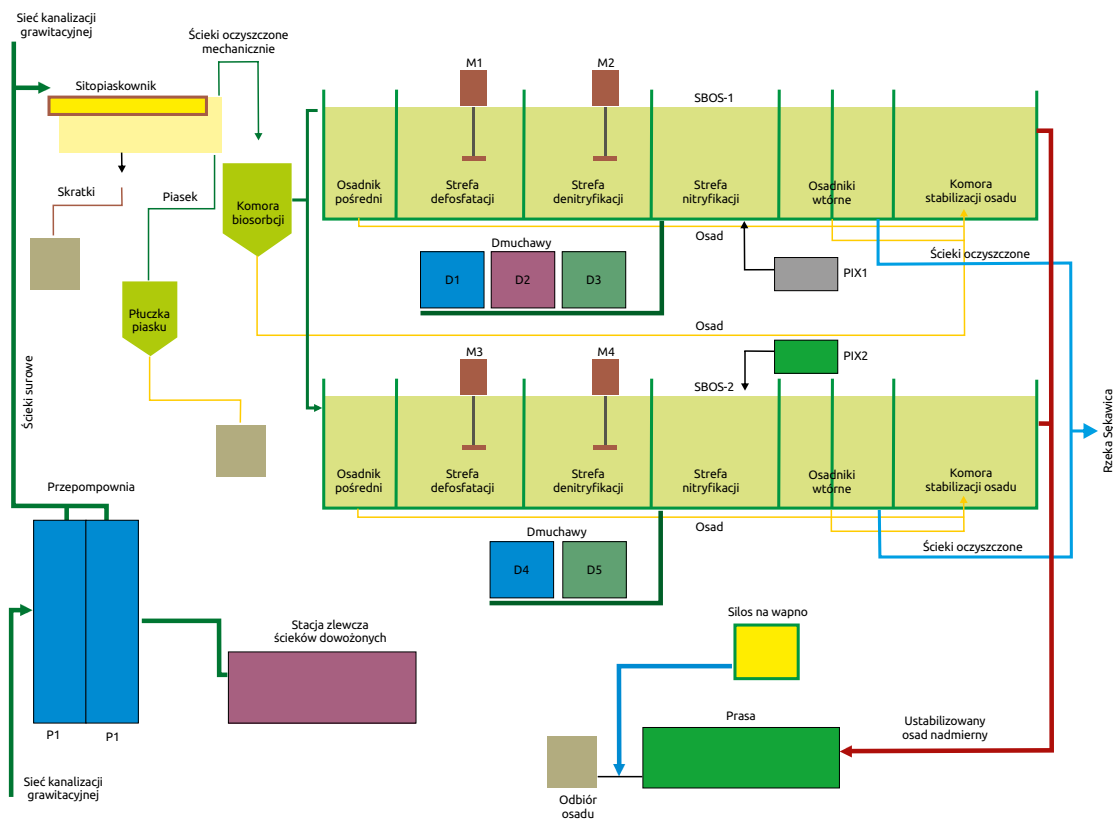 Sieć kanalizacji
grawitacyjnej
Ścieki oczyszczone
mechanicznie
Sitopiaskownik
Skratki
Piasek
Komora
biosorbcji
Płuczka
piasku
Ścieki surowe
M1
M2
SBOS-1
Osadnik
pośredni
Strefa
defosfatacji
Strefa
denitryfikacji
Strefa
nitryfikacji
Osadniki
wtórne
Komora
stabilizacji osadu
Osad
Dmuchawy
D1
D2
D3
PIX1
Ścieki oczyszczone
Osad
M3
M4
PIX2
SBOS-2
Osadnik
pośredni
Strefa
defosfatacji
Strefa
denitryfikacji
Strefa
nitryfikacji
Osadniki
wtórne
Komora
stabilizacji osadu
Rzeka Sękawica
Osad
Dmuchawy
D4
D5
Ścieki oczyszczone
Przepompownia
P1
P1
Sieć kanalizacji
grawitacyjnej
Stacja zlewcza
ścieków dowożonych
Silos na wapno
Prasa
Ustabilizowany
osad nadmierny
Odbiór
osadu